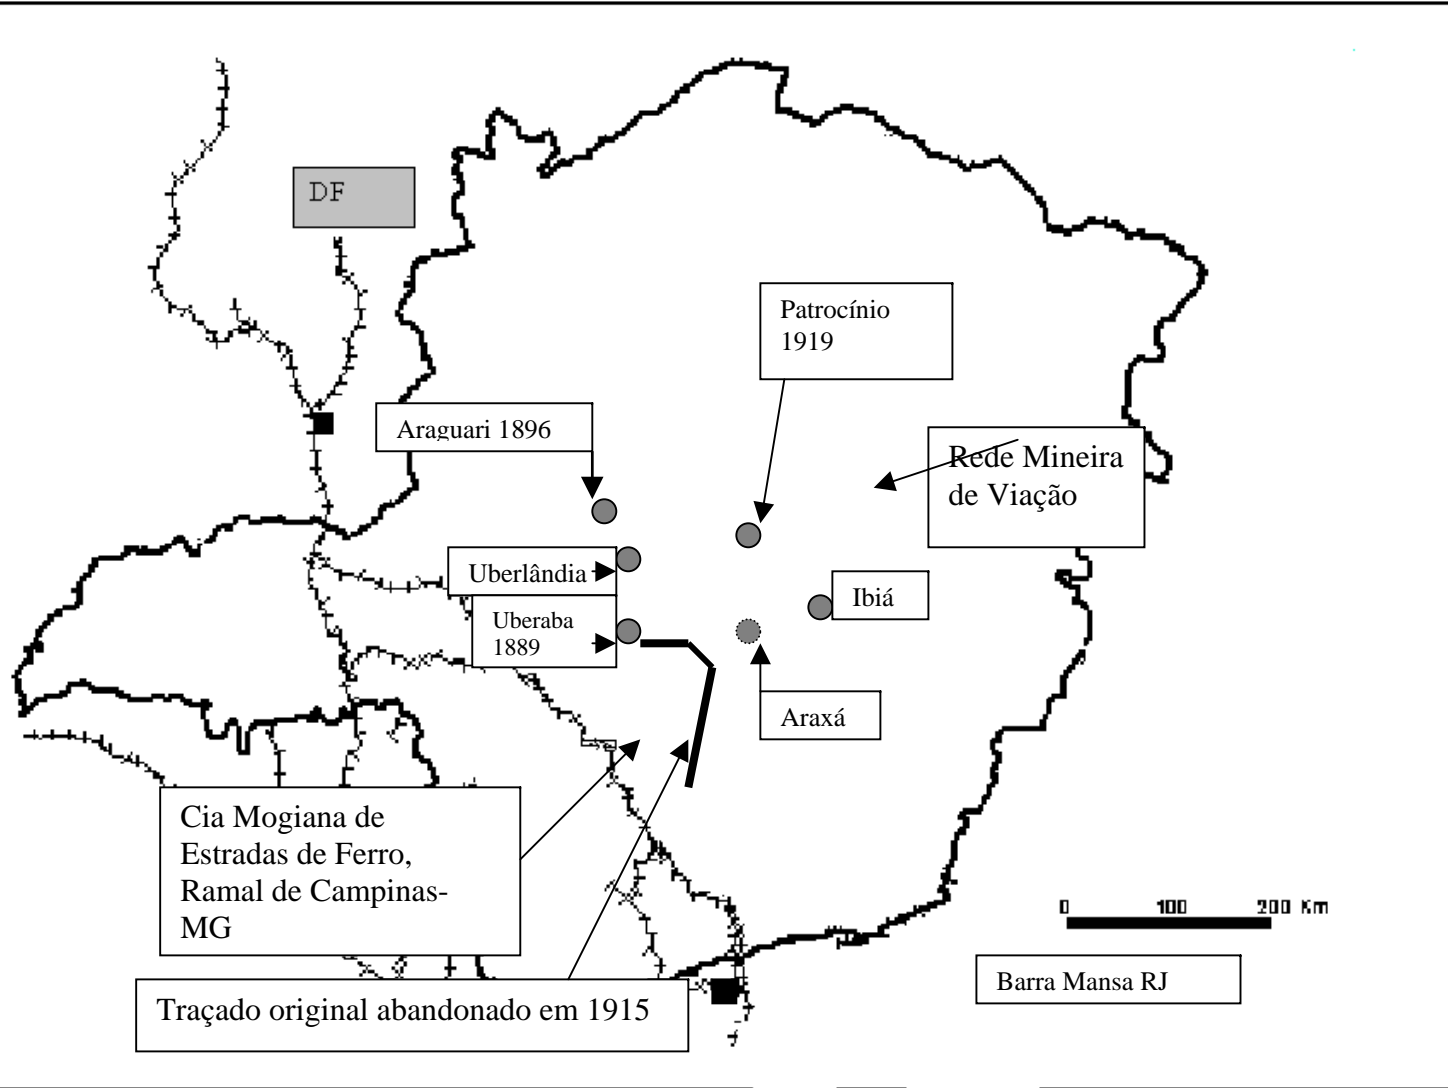 DF
Patrocínio
1919
Araguari 1896
Rede Mineira
de Viação
Uberlândia
Ibiá
Uberaba
1889
Araxá
Cia Mogiana de
Estradas de Ferro,
Ramal de Campinas-
MG
0 100 200 Km
Barra Mansa RJ
Traçado original abandonado em 1915